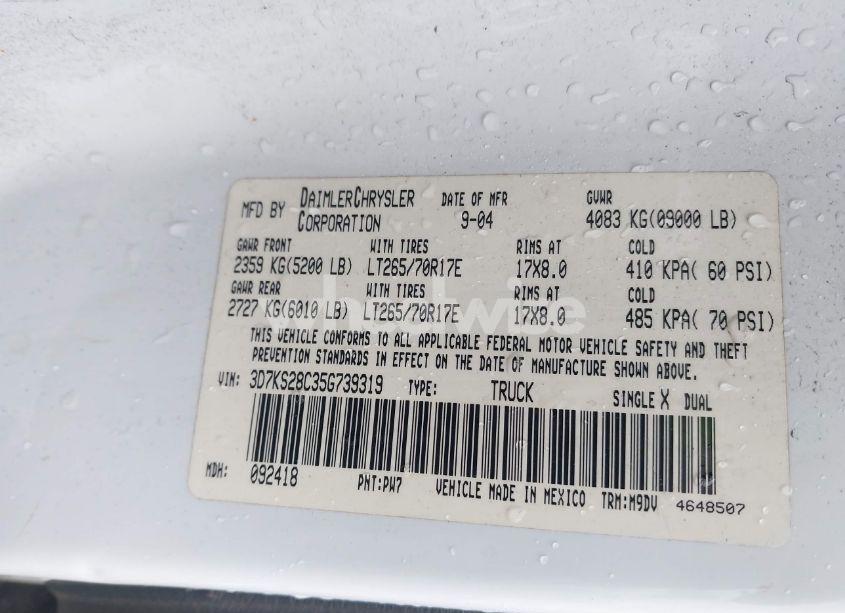 MFD BY DAIMLERCHRYSLER CORPORATION DATE OF MFR 9-04 GVWR 4083 KG(09000 LB)
GAWR FRONT WITH TIRES RIMS AT COLD
2359 KG(5200 LB) LT265/70R17E 17X8.0 410 KPA( 60 PSI)
GAWR REAR WITH TIRES RIMS AT COLD
2727 KG(6010 LB) LT265/70R17E 17X8.0 485 KPA( 70 PSI)
THIS VEHICLE CONFORMS TO ALL APPLICABLE FEDERAL MOTOR VEHICLE SAFETY AND THEFT
PREVENTION STANDARDS IN EFFECT ON THE DATE OF MANUFACTURE SHOWN ABOVE.
VIN: 3D7KS28C35G739319 TYPE: TRUCK SINGLE X DUAL
MDH: 092418 PNT:PW7 VEHICLE MADE IN MEXICO TRM:M9DV 4648507